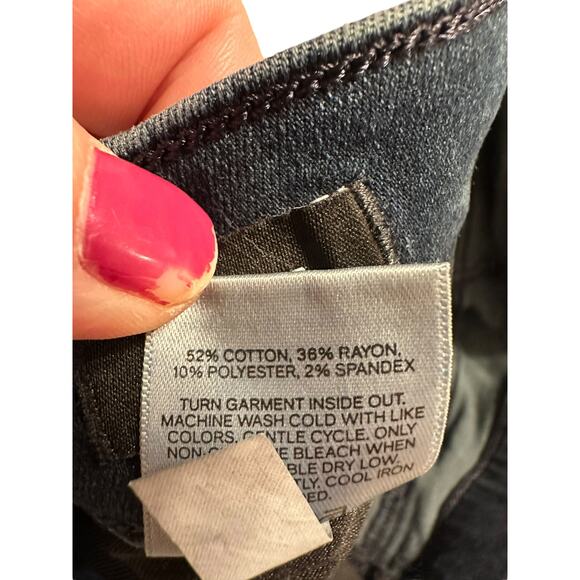 52% COTTON, 36% RAYON,
10% POLYESTER, 2% SPANDEX
TURN GARMENT INSIDE OUT.
MACHINE WASH COLD WITH LIKE
COLORS. GENTLE CYCLE. ONLY
BLEACH WHEN
DRY LOW,
COOL IRON